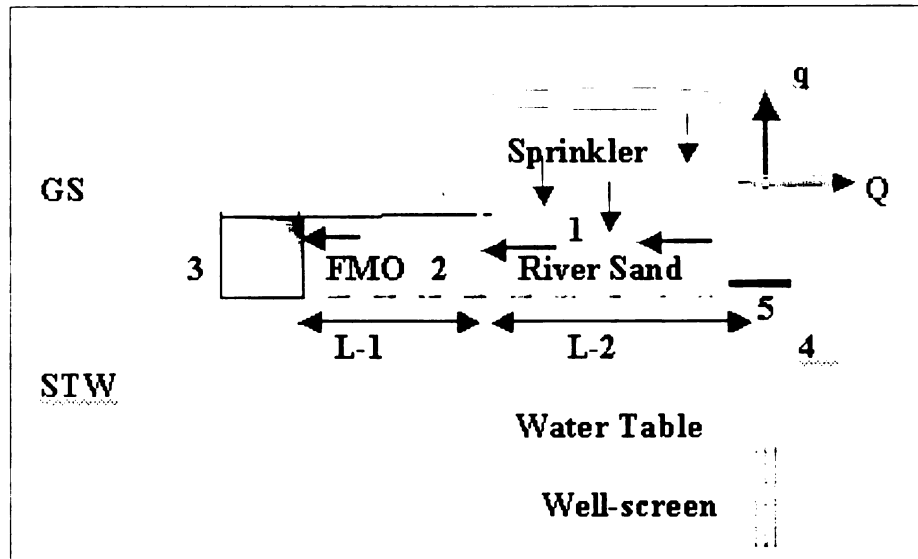 q
Sprinkler
GS
Q
1
3 FMO 2 River Sand
5
L-1 L-2 4
STW
Water Table
Well-screen